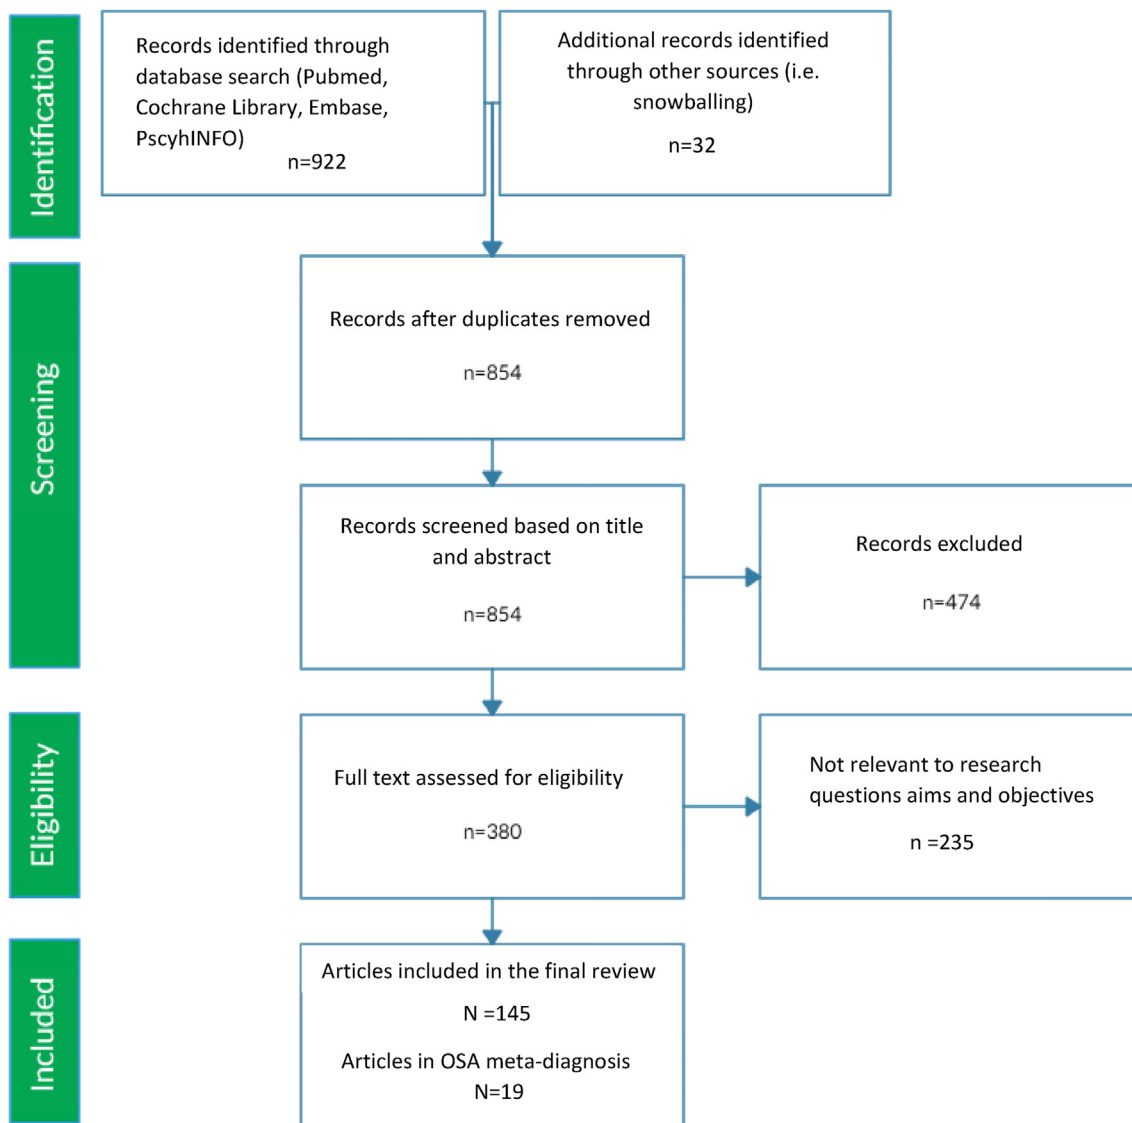 Identification
Records identified through
database search (Pubmed,
Cochrane Library, Embase,
PscyhINFO)
n=922
Additional records identified
through other sources (i.e.
snowballing)
n=32
Screening
Records after duplicates removed
n=854
Records screened based on title
and abstract
n=854
Records excluded
n=474
Eligibility
Full text assessed for eligibility
n=380
Not relevant to research
questions aims and objectives
n =235
Included
Articles included in the final review
N =145
Articles in OSA meta-diagnosis
N=19